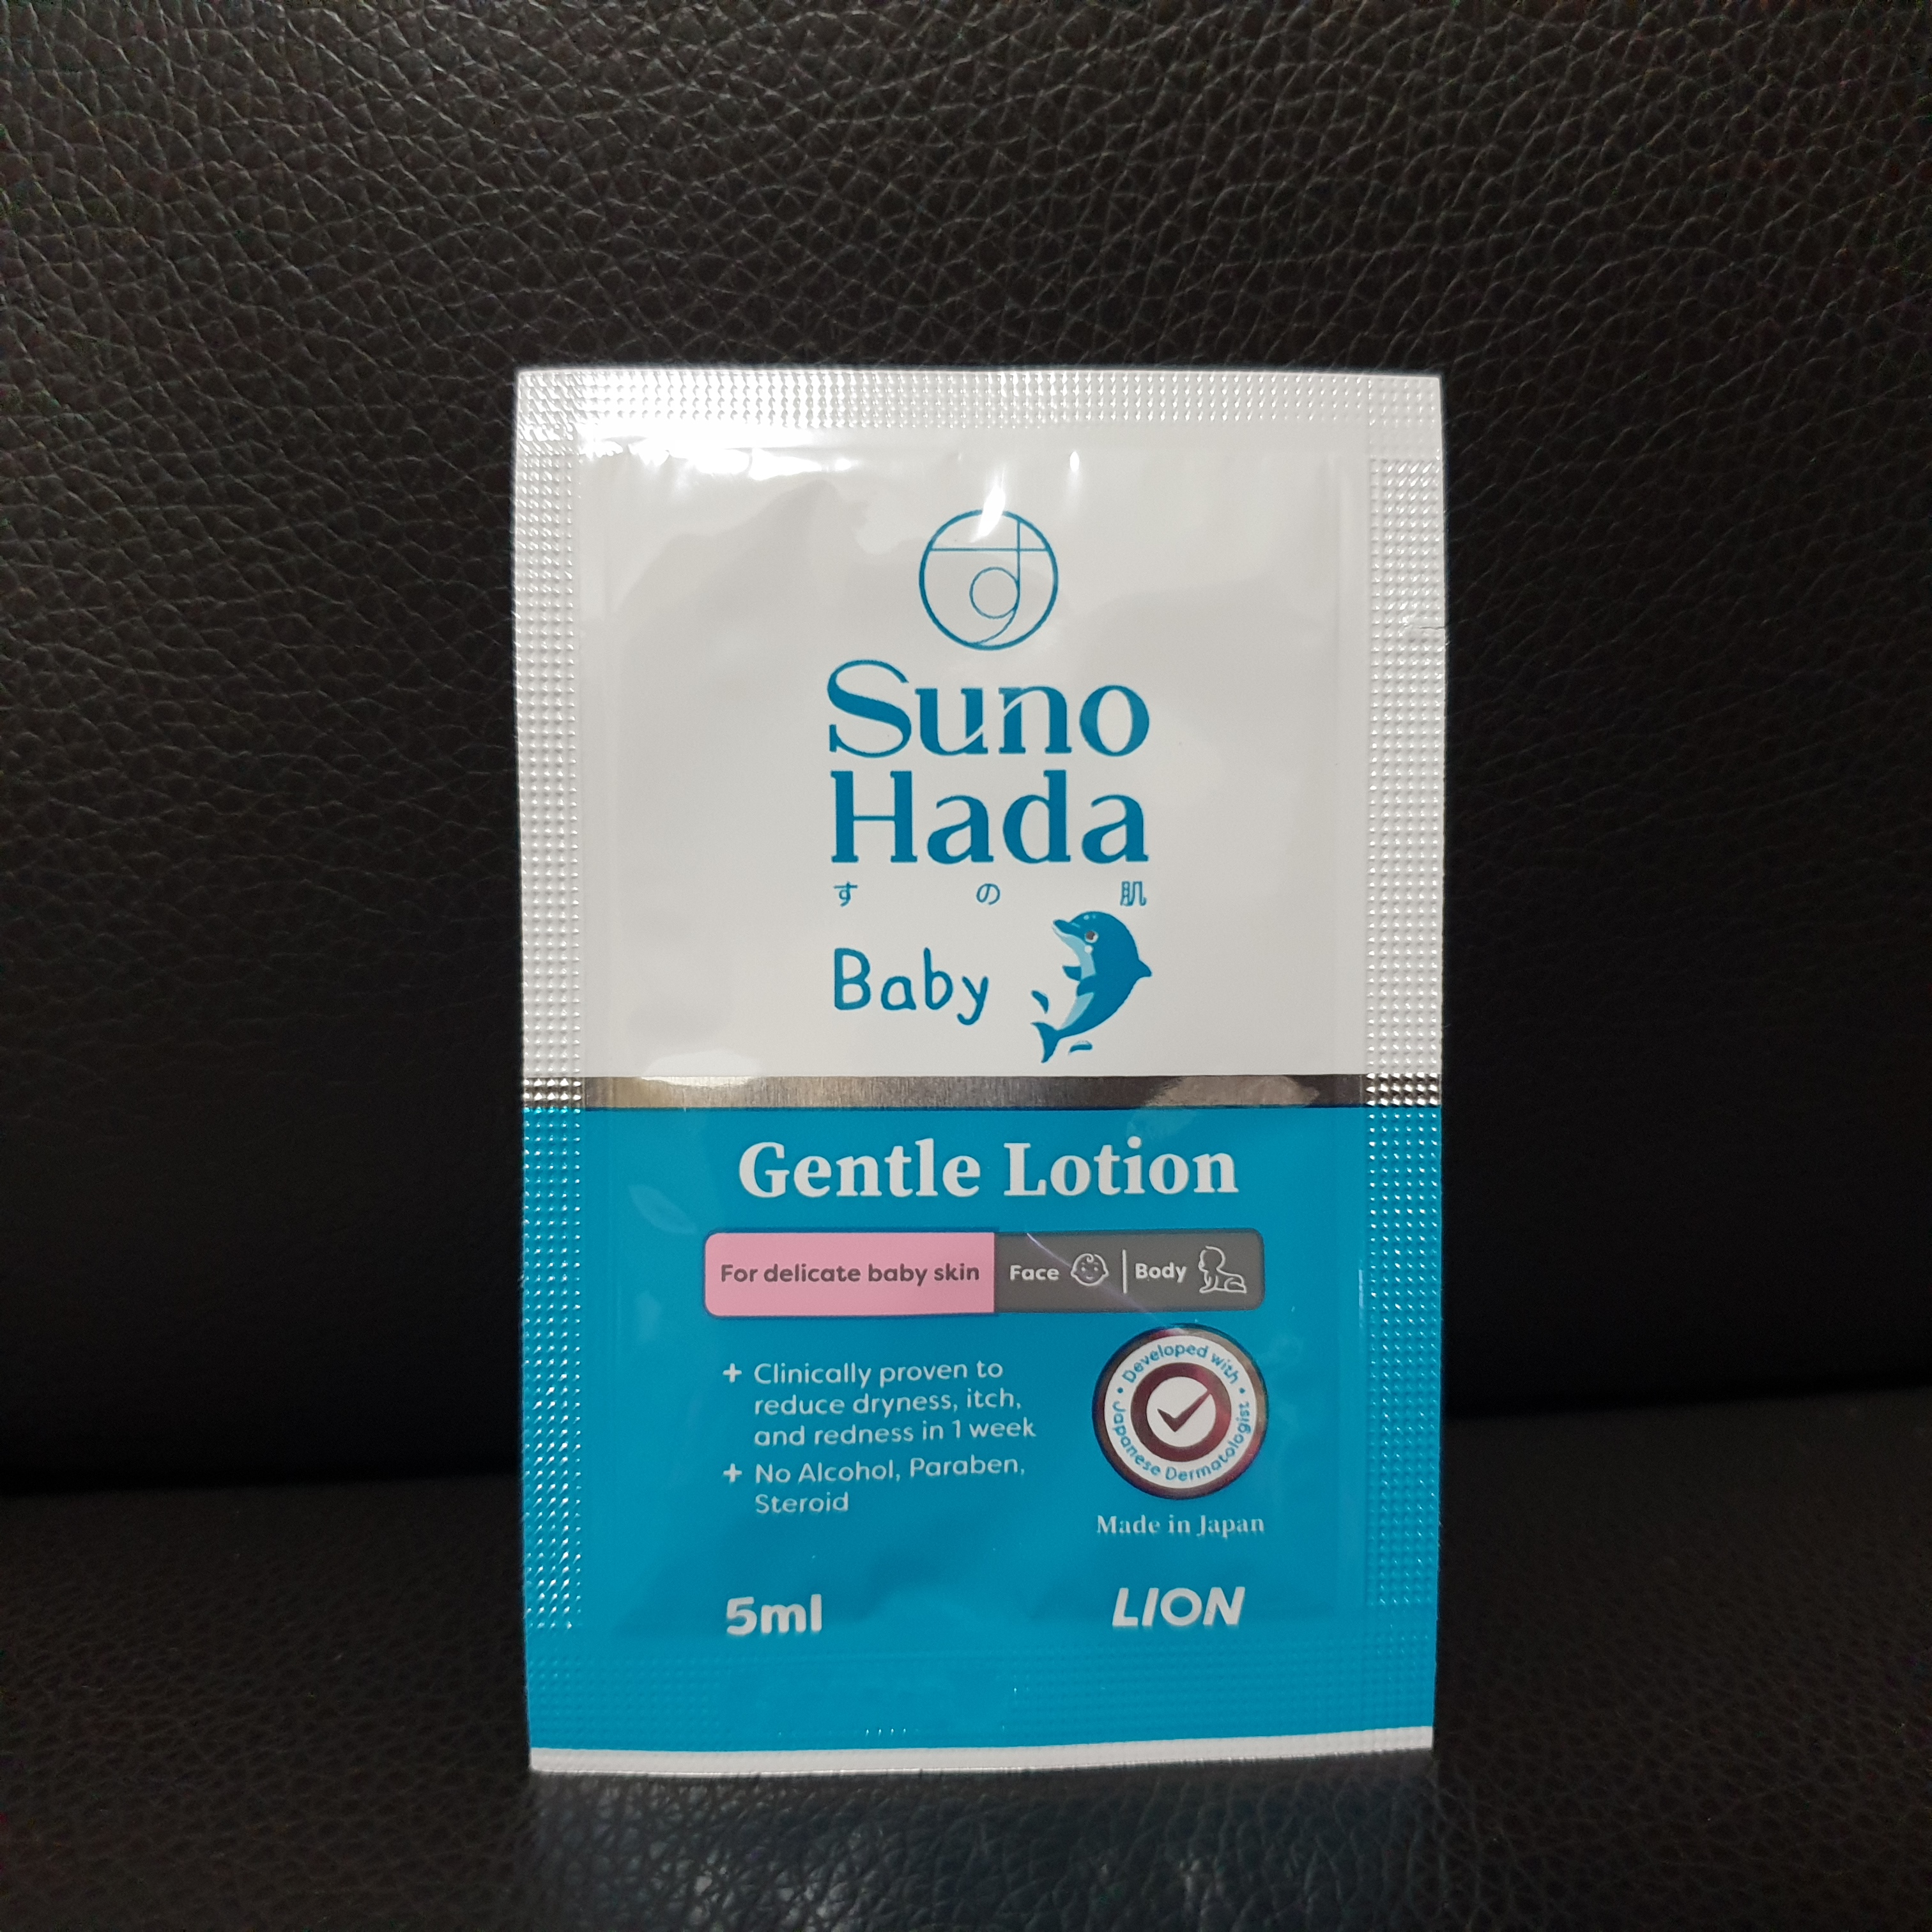 Suno
Hada
すの肌
Baby
Gentle Lotion
For delicate baby skin
Face | Body
+ Clinically proven to
reduce dryness, itch,
and redness in 1 week
+ No Alcohol, Paraben,
Steroid
• Developed with • Japanese Dermatologist
Made in Japan
5ml
LION